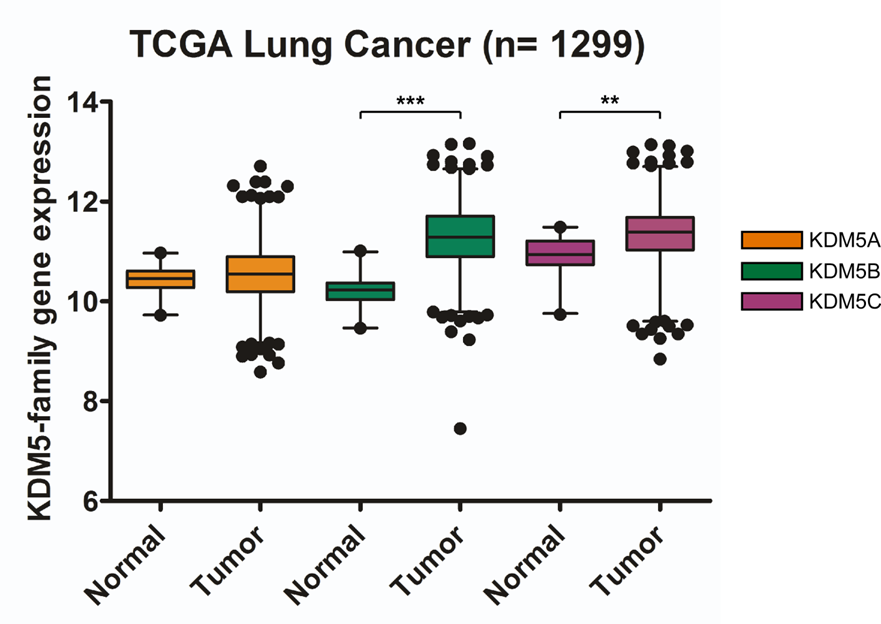 TCGA Lung Cancer (n= 1299)
KDM5-family gene expression
14
12
10
8
6
***
**
Normal
Tumor
Normal
Tumor
Normal
Tumor
KDM5A
KDM5B
KDM5C